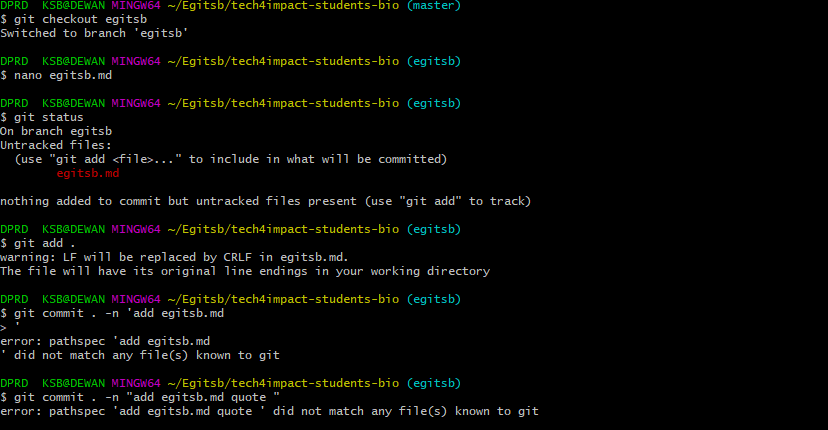 DPRD KSB@DEWAN MINGW64 ~/Egitsb/tech4impact-students-bio (master)
$ git checkout egitsb
Switched to branch 'egitsb'
DPRD KSB@DEWAN MINGW64 ~/Egitsb/tech4impact-students-bio (egitsb)
$ nano egitsb.md
DPRD KSB@DEWAN MINGW64 ~/Egitsb/tech4impact-students-bio (egitsb)
$ git status
On branch egitsb
Untracked files:
(use "git add <file>..." to include in what will be committed)
egitsb.md
nothing added to commit but untracked files present (use "git add" to track)
DPRD KSB@DEWAN MINGW64 ~/Egitsb/tech4impact-students-bio (egitsb)
$ git add .
warning: LF will be replaced by CRLF in egitsb.md.
The file will have its original line endings in your working directory
DPRD KSB@DEWAN MINGW64 ~/Egitsb/tech4impact-students-bio (egitsb)
$ git commit . -n 'add egitsb.md
> '
error: pathspec 'add egitsb.md
' did not match any file(s) known to git
DPRD KSB@DEWAN MINGW64 ~/Egitsb/tech4impact-students-bio (egitsb)
$ git commit . -n "add egitsb.md quote "
error: pathspec 'add egitsb.md quote ' did not match any file(s) known to git